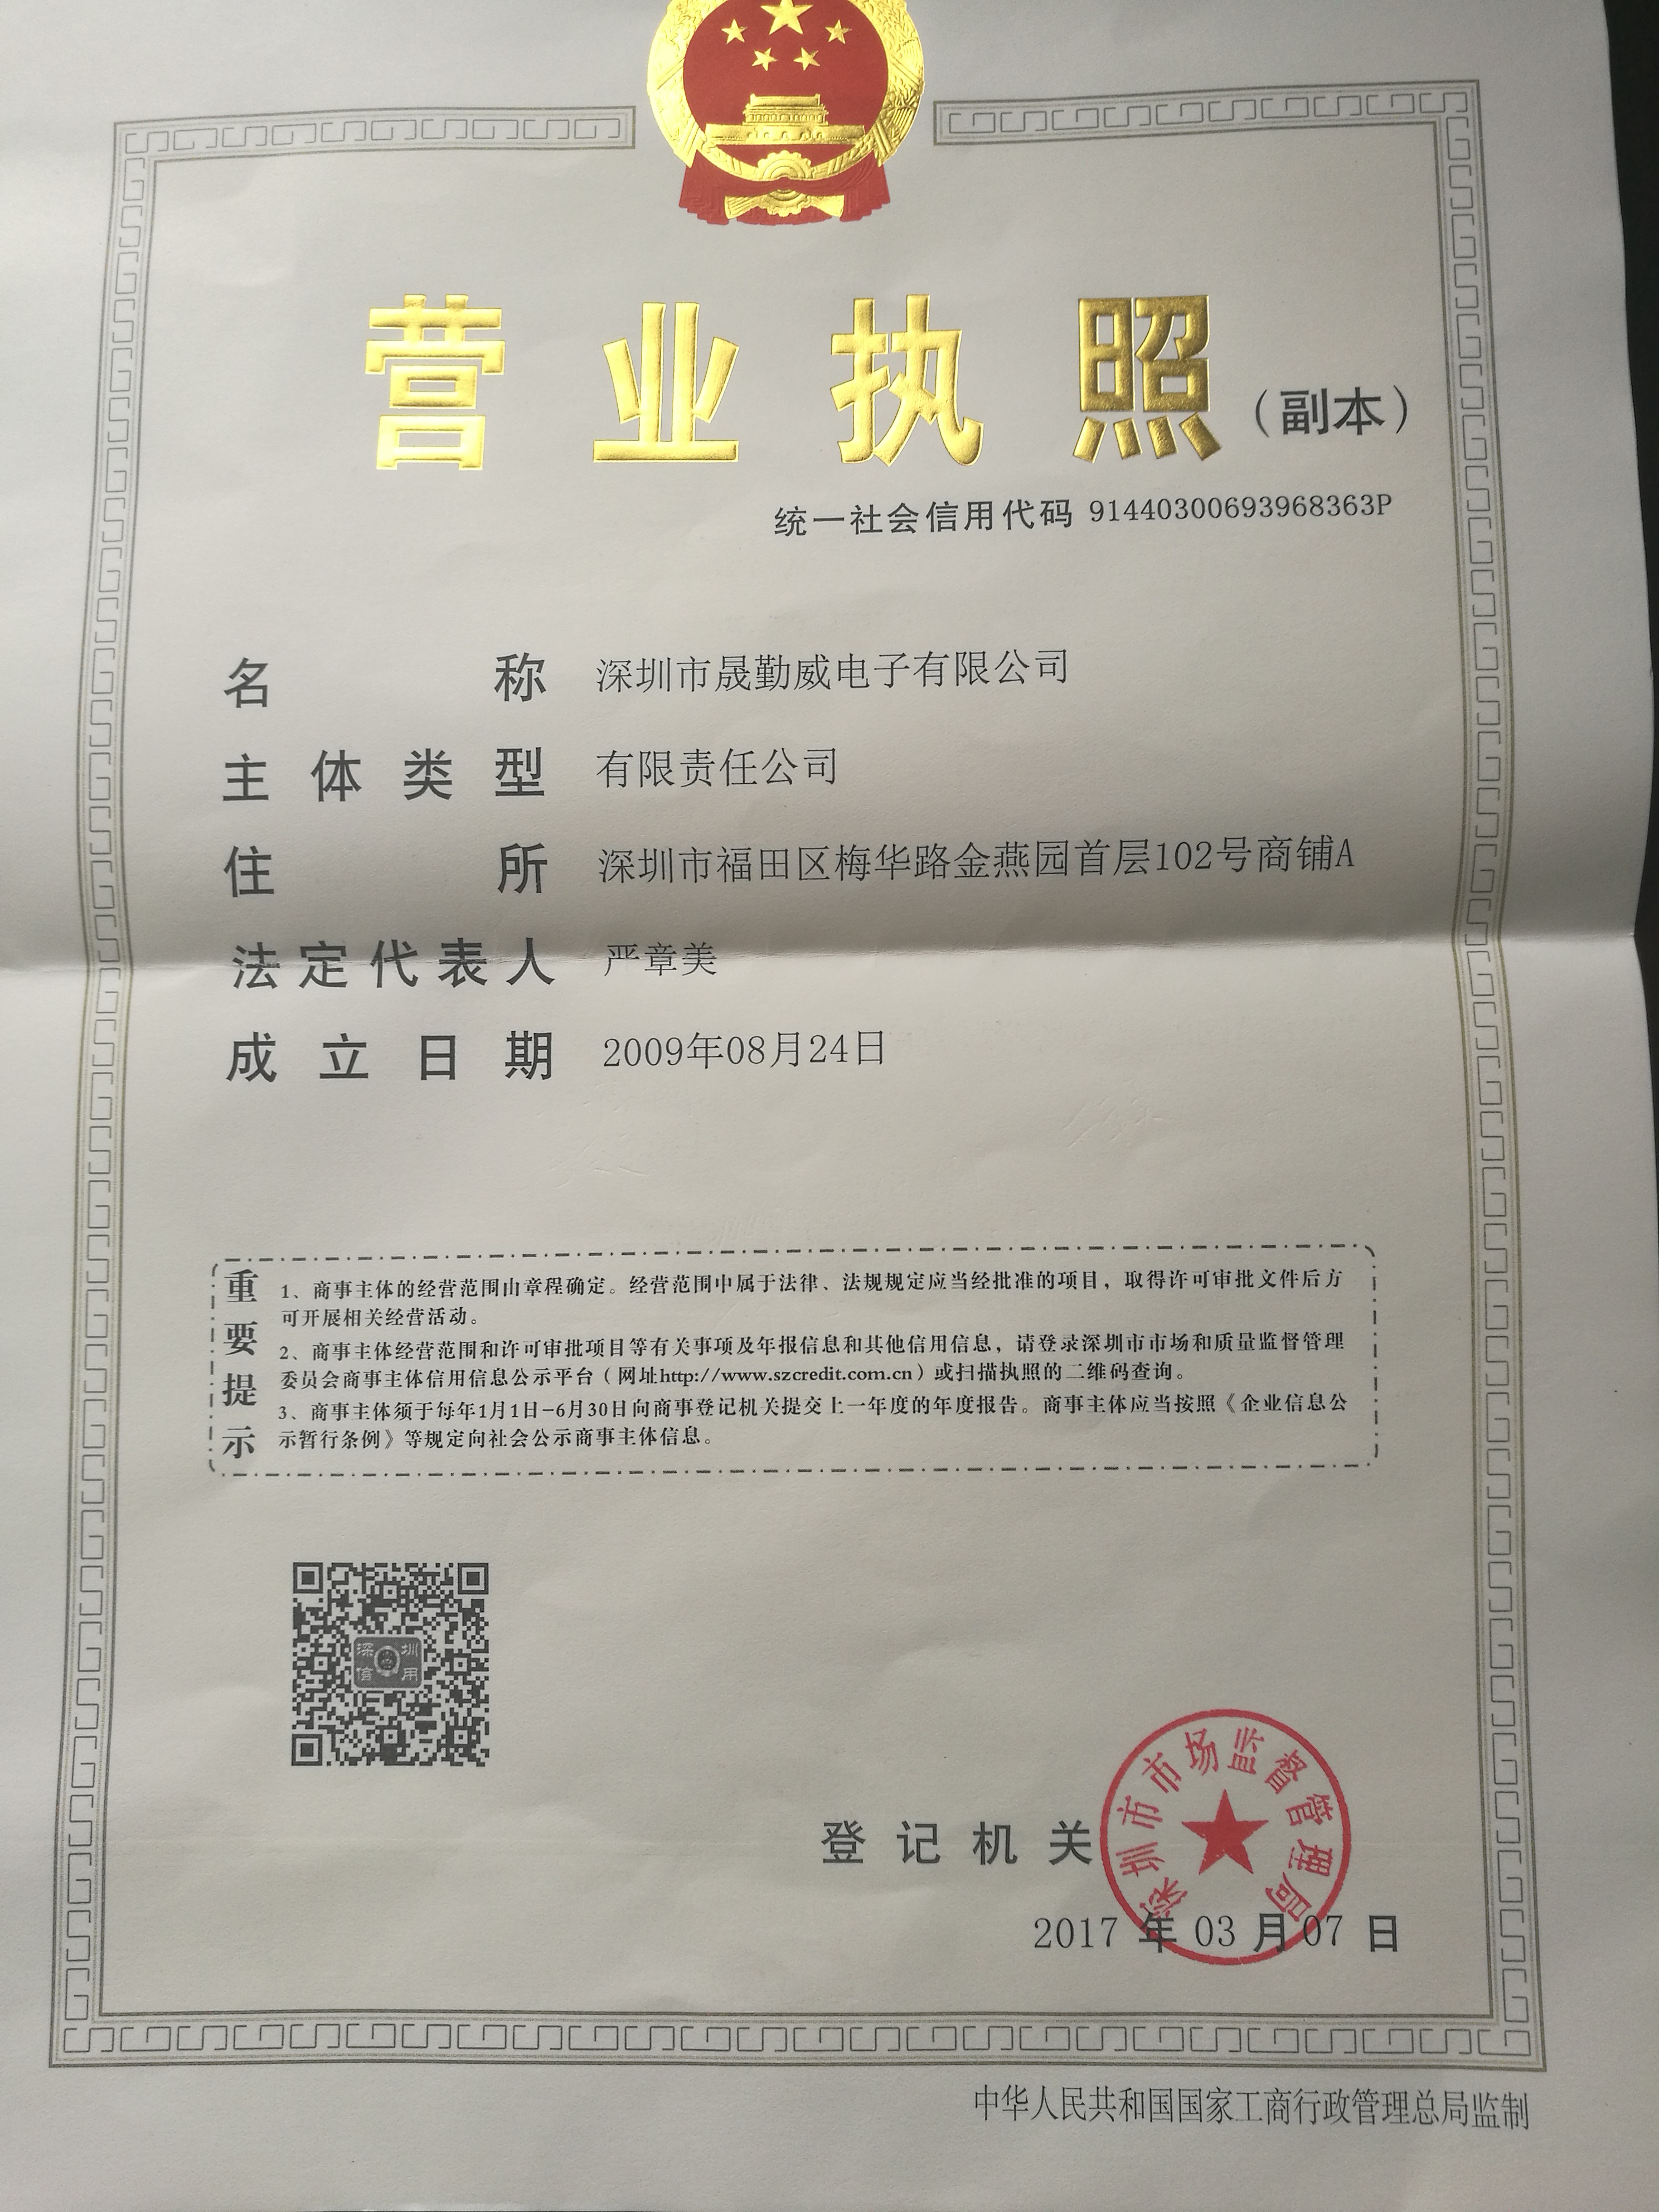 营业执照（副本）
统一社会信用代码 91440300693968363P
名称 深圳市晟勤威电子有限公司
主体类型 有限责任公司
住所 深圳市福田区梅华路金燕园首层102号商铺A
法定代表人 严章美
成立日期 2009年08月24日
重要提示
1、商事主体的经营范围由章程确定。经营范围中属于法律、法规规定应当经批准的项目，取得许可审批文件后方
可开展相关经营活动。
2、商事主体经营范围和许可审批项目等有关事项及年报信息和其他信用信息，请登录深圳市市场和质量监督管理
委员会商事主体信用信息公示平台（网址http://www.szcredit.com.cn）或扫描执照的二维码查询。
3、商事主体须于每年1月1日-6月30日向商事登记机关提交上一年度的年度报告。商事主体应当按照《企业信息公
示暂行条例》等规定向社会公示商事主体信息。
深圳
信用
登记机关
深圳市市场监督管理局
2017 年 03 月 07 日
中华人民共和国国家工商行政管理总局监制